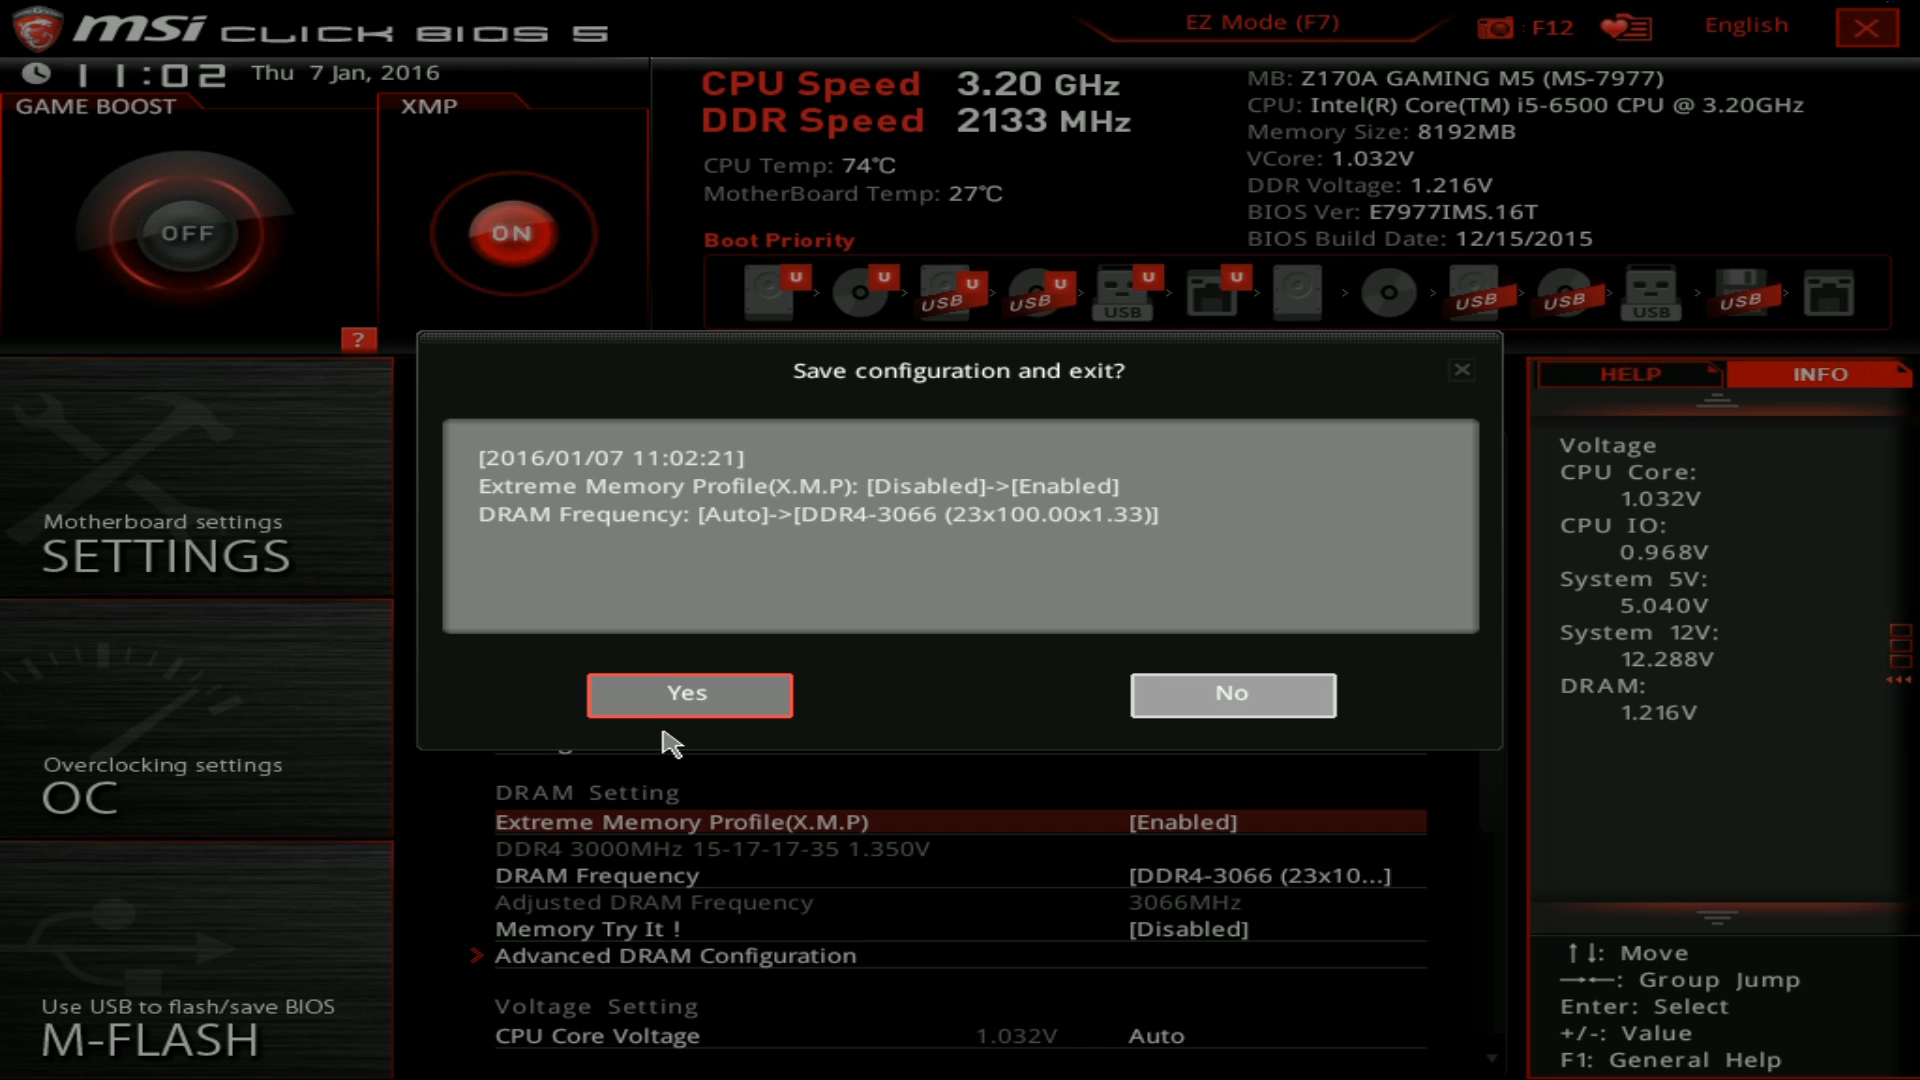 msi CLICK BIOS 5
EZ Mode (F7)
: F12
English
11:02
Thu 7 Jan, 2016
GAME BOOST
XMP
OFF
ON
?
CPU Speed 3.20 GHz
DDR Speed 2133 MHz
CPU Temp: 74℃
MotherBoard Temp: 27℃
MB: Z170A GAMING M5 (MS-7977)
CPU: Intel(R) Core(TM) i5-6500 CPU @ 3.20GHz
Memory Size: 8192MB
VCore: 1.032V
DDR Voltage: 1.216V
BIOS Ver: E7977IMS.16T
BIOS Build Date: 12/15/2015
Boot Priority
U U USB U USB U USB U U USB USB USB USB
Motherboard settings
SETTINGS
Overclocking settings
OC
Use USB to flash/save BIOS
M-FLASH
Save configuration and exit?
[2016/01/07 11:02:21]
Extreme Memory Profile(X.M.P): [Disabled]->[Enabled]
DRAM Frequency: [Auto]->[DDR4-3066 (23x100.00x1.33)]
Yes
No
DRAM Setting
Extreme Memory Profile(X.M.P) [Enabled]
DDR4 3000MHz 15-17-17-35 1.350V
DRAM Frequency [DDR4-3066 (23x10...]
Adjusted DRAM Frequency 3066MHz
Memory Try It ! [Disabled]
> Advanced DRAM Configuration
Voltage Setting
CPU Core Voltage 1.032V Auto
HELP
INFO
Voltage
CPU Core:
1.032V
CPU IO:
0.968V
System 5V:
5.040V
System 12V:
12.288V
DRAM:
1.216V
↑↓: Move
→←: Group Jump
Enter: Select
+/-: Value
F1: General Help